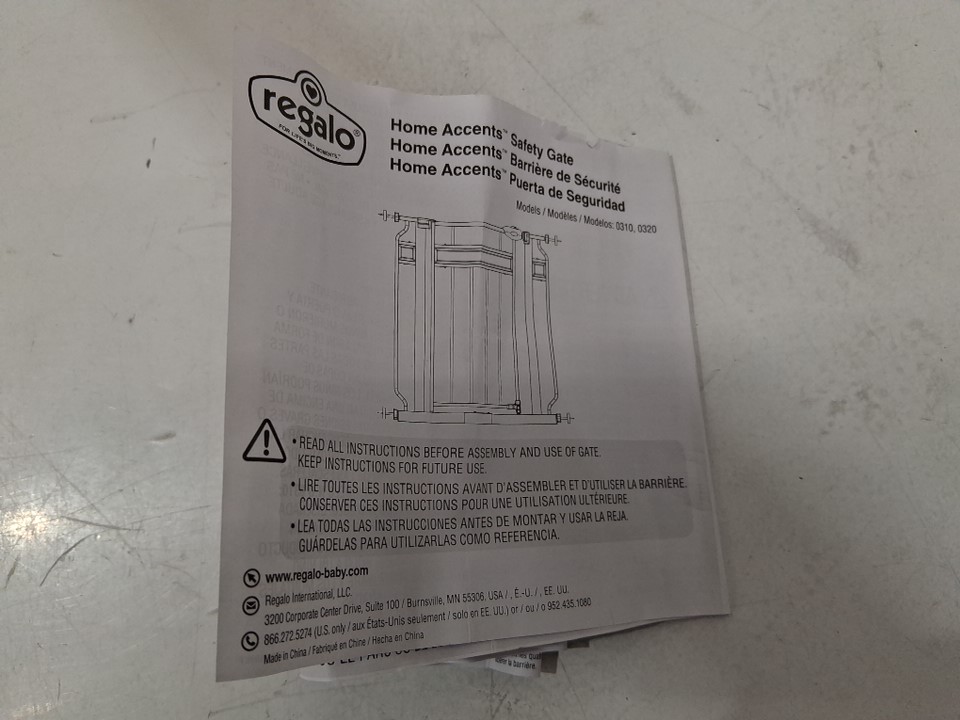 regalo®
FOR LIFE'S BIG MOMENTS™
Home Accents™ Safety Gate
Home Accents™ Barrière de Sécurité
Home Accents™ Puerta de Seguridad
Models / Modèles / Modelos: 0310, 0320
• READ ALL INSTRUCTIONS BEFORE ASSEMBLY AND USE OF GATE.
KEEP INSTRUCTIONS FOR FUTURE USE.
• LIRE TOUTES LES INSTRUCTIONS AVANT D'ASSEMBLER ET D'UTILISER LA BARRIÈRE.
CONSERVER CES INSTRUCTIONS POUR UNE UTILISATION ULTÉRIEURE.
• LEA TODAS LAS INSTRUCCIONES ANTES DE MONTAR Y USAR LA REJA.
GUÁRDELAS PARA UTILIZARLAS COMO REFERENCIA.
www.regalo-baby.com
Regalo International, LLC.
3200 Corporate Center Drive, Suite 100 / Burnsville, MN 55306, USA / , É.-U. / , EE. UU.
866.272.5274 (U.S. only / aux États-Unis seulement / solo en EE. UU.) or / ou / o 952.435.1080
Made in China / Fabriqué en Chine / Hecha en China
la barrière.